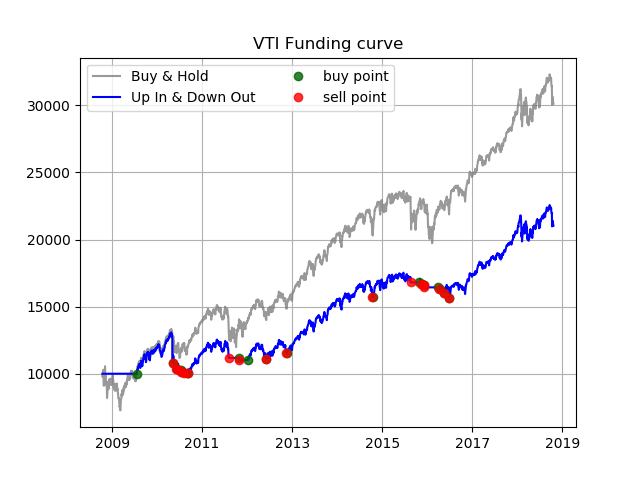 VTI Funding curve
Buy & Hold
Up In & Down Out
buy point
sell point
30000
25000
20000
15000
10000
2009 2011 2013 2015 2017 2019